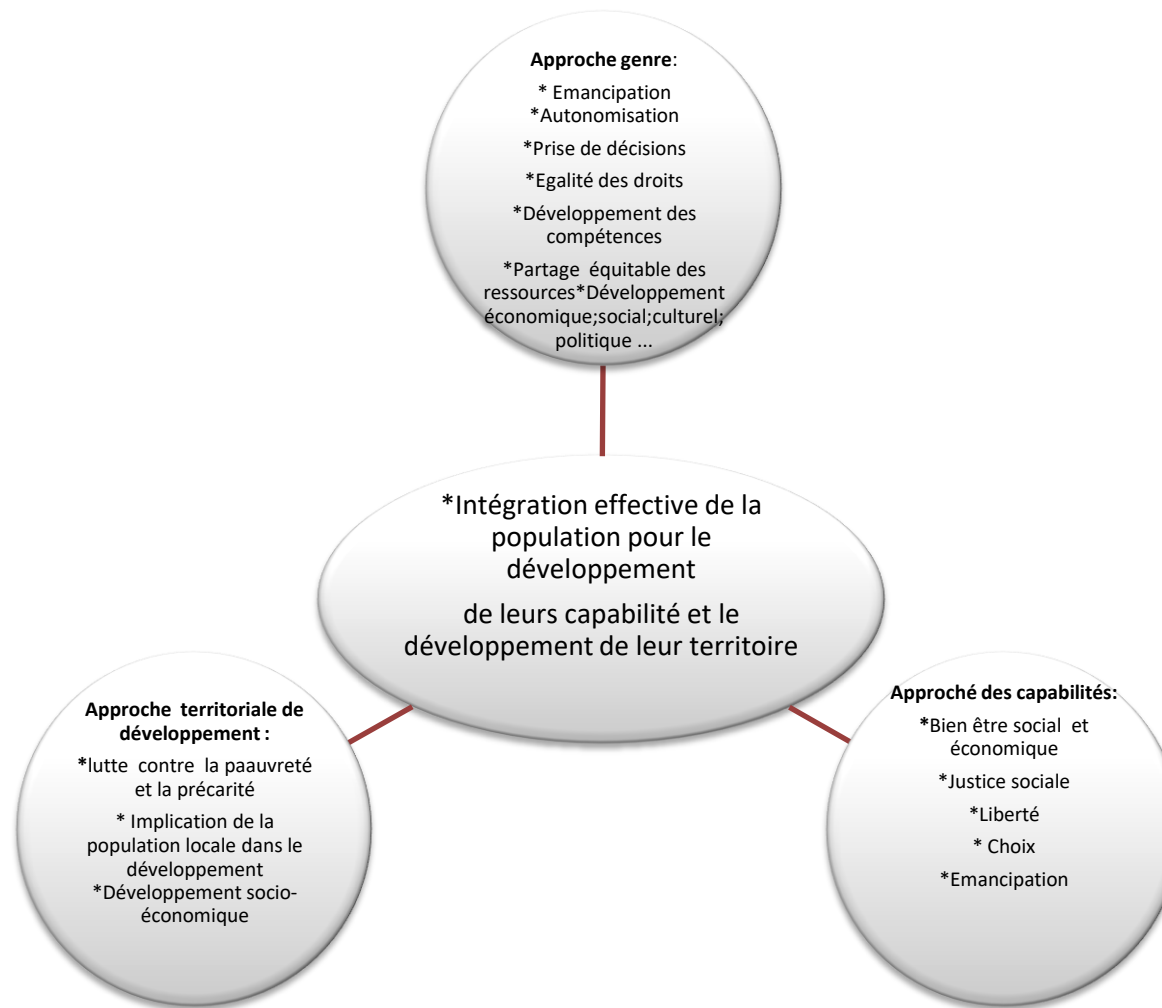 Approche genre:
* Emancipation
*Autonomisation
*Prise de décisions
*Egalité des droits
*Développement des
compétences
*Partage équitable des
ressources*Développement
économique;social;culturel;
politique ...
*Intégration effective de la
population pour le
développement
de leurs capabilité et le
développement de leur territoire
Approche territoriale de
développement :
*lutte contre la paauvreté
et la précarité
* Implication de la
population locale dans le
développement
*Développement socio-
économique
Approché des capabilités:
*Bien être social et
économique
*Justice sociale
*Liberté
* Choix
*Emancipation